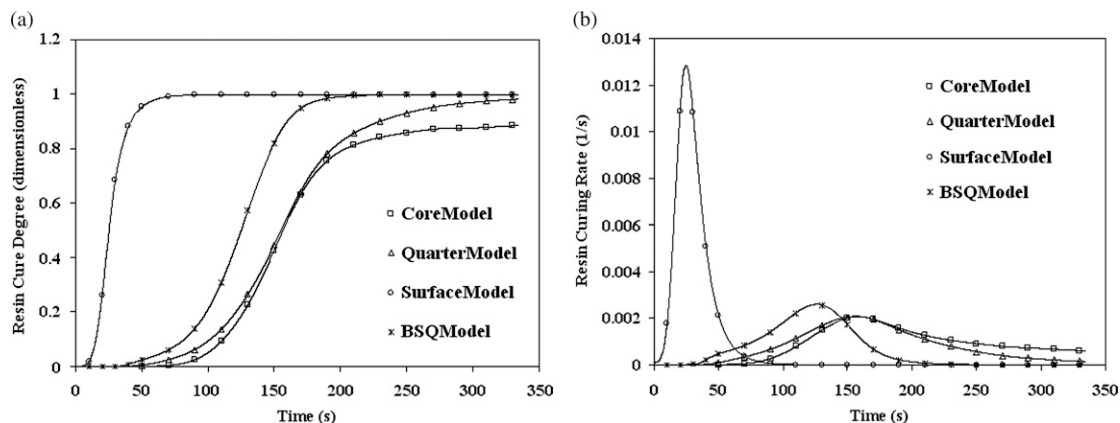 (a)
1.2
1
0.8
0.6
0.4
0.2
0
0 50 100 150 200 250 300 350
Time (s)
Resin Cure Degree (dimensionless)
CoreModel
QuarterModel
SurfaceModel
BSQModel
(b)
0.014
0.012
0.01
0.008
0.006
0.004
0.002
0
0 50 100 150 200 250 300 350
Time (s)
Resin Curing Rate (1/s)
CoreModel
QuarterModel
SurfaceModel
BSQModel